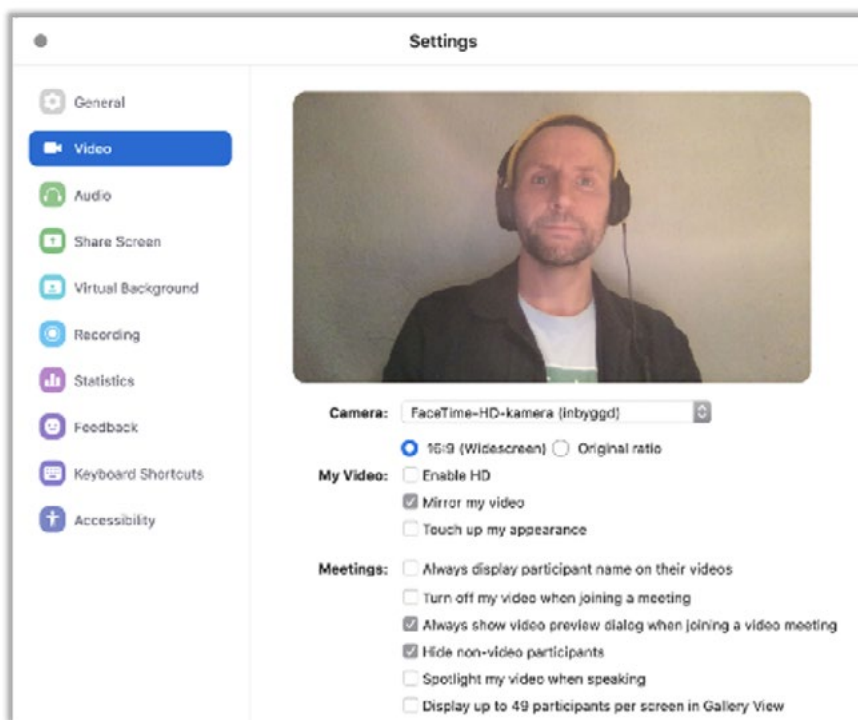 Settings
General
Video
Audio
Share Screen
Virtual Background
Recording
Statistics
Feedback
Keyboard Shortcuts
Accessibility
Camera: FaceTime-HD-kamera (inbyggd)
16:9 (Widescreen) Original ratio
My Video: Enable HD
Mirror my video
Touch up my appearance
Meetings: Always display participant name on their videos
Turn off my video when joining a meeting
Always show video preview dialog when joining a video meeting
Hide non-video participants
Spotlight my video when speaking
Display up to 49 participants per screen in Gallery View